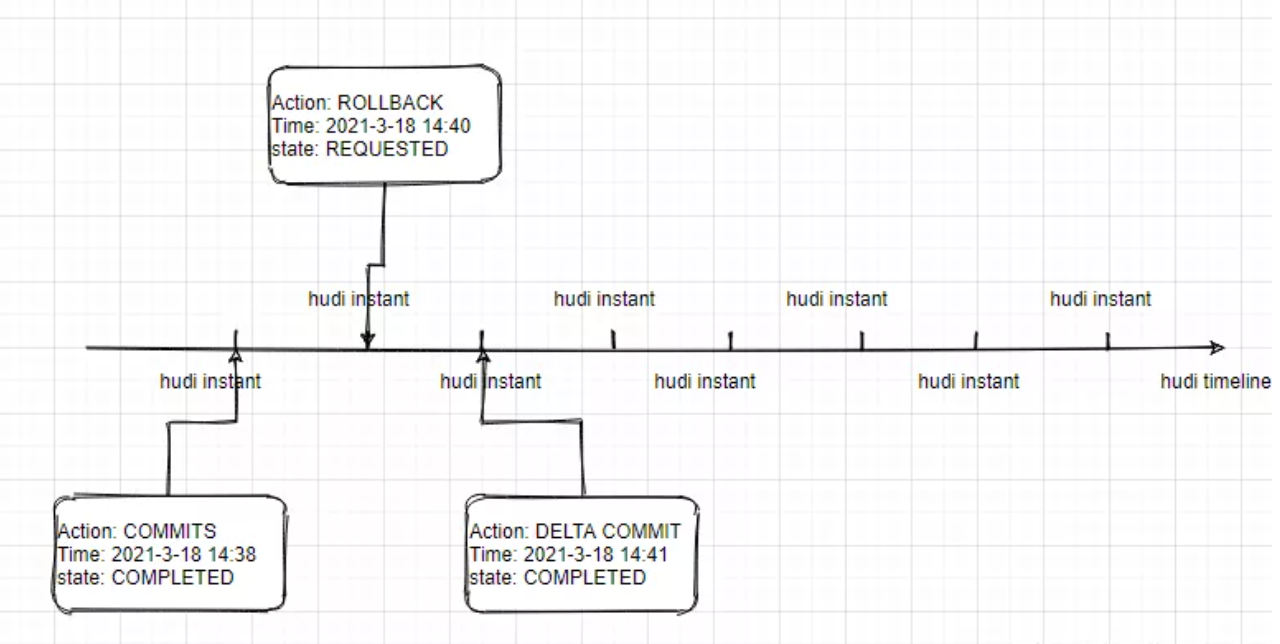 Action: ROLLBACK
Time: 2021-3-18 14:40
state: REQUESTED
hudi instant
hudi instant
hudi instant
hudi instant
hudi instant
hudi instant
hudi instant
hudi instant
hudi timeline
Action: COMMITS
Time: 2021-3-18 14:38
state: COMPLETED
Action: DELTA COMMIT
Time: 2021-3-18 14:41
state: COMPLETED